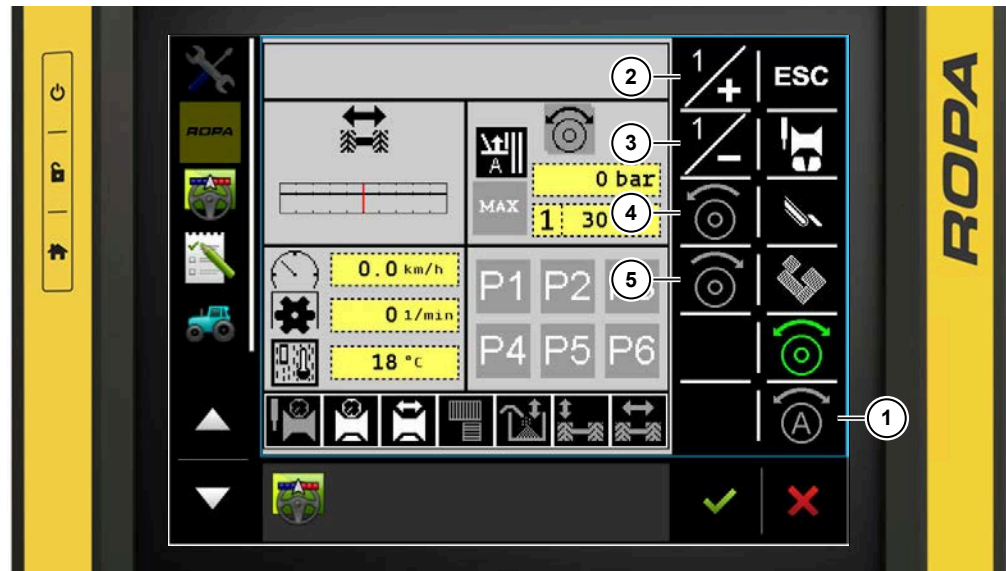 ROPA
1/+
ESC
2
A
0 bar
MAX
1 30
1/-
3
4
0.0 km/h
0 1/min
18 °C
P1 P2
P4 P5 P6
5
A
1
ROPA